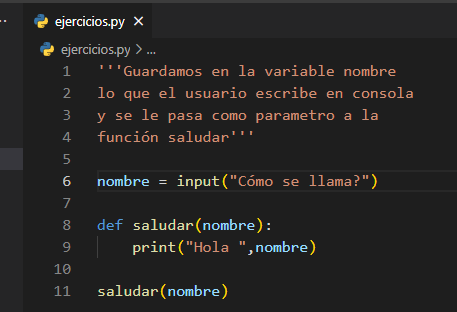 ejercicios.py ×
ejercicios.py > ...
1 '''Guardamos en la variable nombre
2 lo que el usuario escribe en consola
3 y se le pasa como parametro a la
4 función saludar'''
5
6 nombre = input("Cómo se llama?")
7
8 def saludar(nombre):
9     print("Hola ",nombre)
10
11 saludar(nombre)